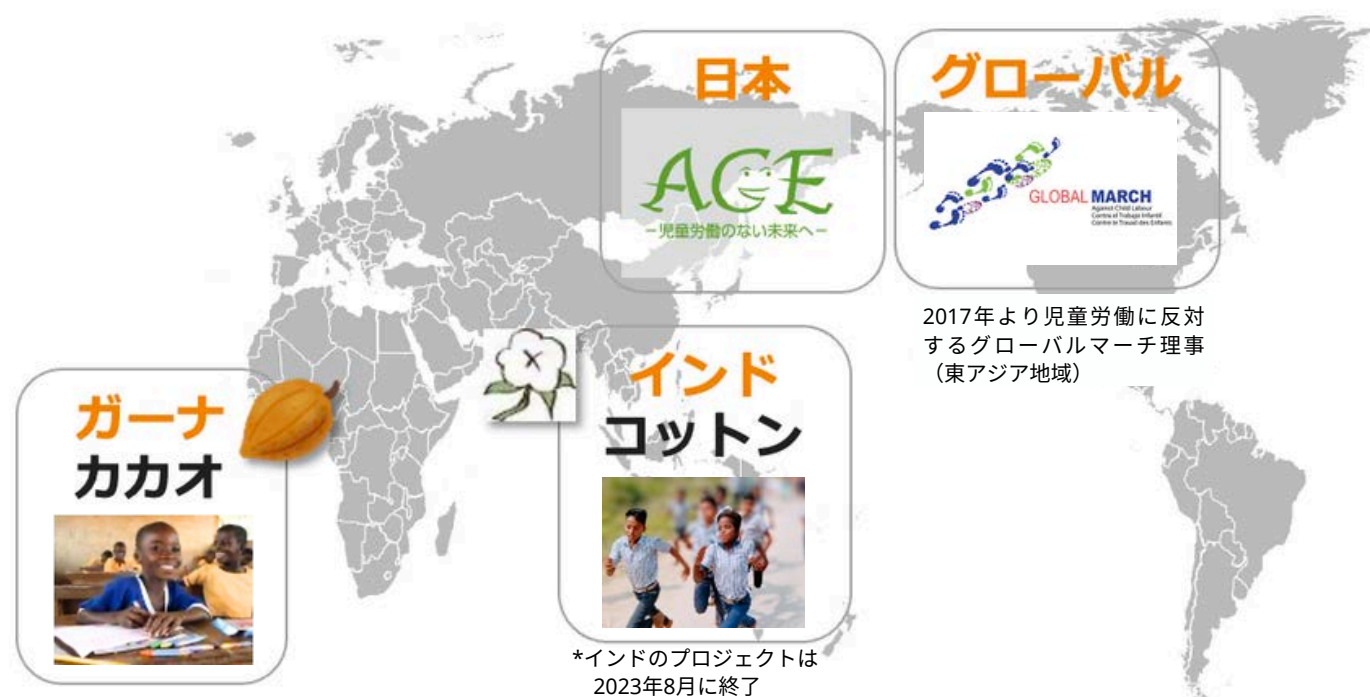 日本
ACE
－児童労働のない未来へ－
グローバル
GLOBAL MARCH
Against Child Labour
Contra el Trabajo Infantil
Contre le Travail des Enfants
2017年より児童労働に反対
するグローバルマーチ理事
（東アジア地域）
ガーナ
カカオ
インド
コットン
*インドのプロジェクトは
2023年8月に終了